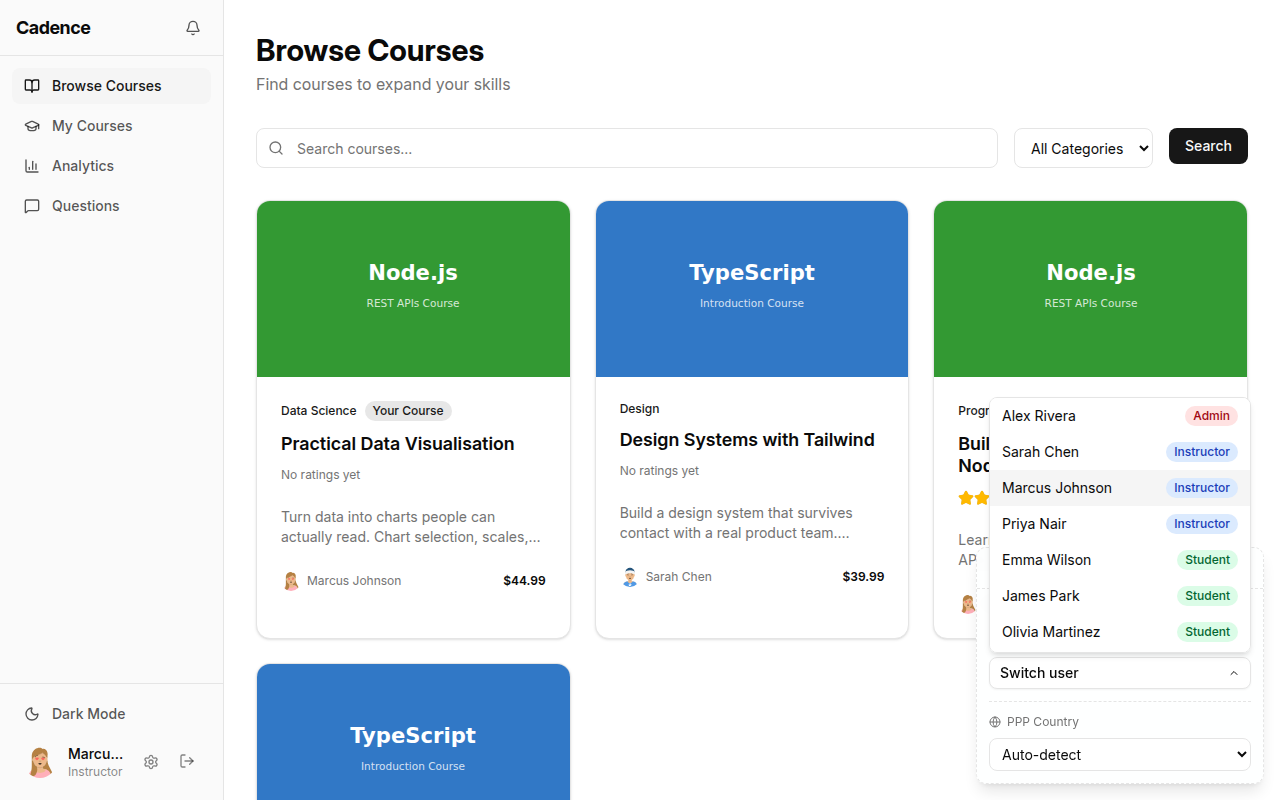 Cadence
Browse Courses
My Courses
Analytics
Questions
Dark Mode
Marcu...
Instructor
Browse Courses
Find courses to expand your skills
Search courses...
All Categories
Search
Node.js
REST APIs Course
Data Science
Your Course
Practical Data Visualisation
No ratings yet
Turn data into charts people can
actually read. Chart selection, scales,...
Marcus Johnson
$44.99
TypeScript
Introduction Course
Design
Design Systems with Tailwind
No ratings yet
Build a design system that survives
contact with a real product team....
Sarah Chen
$39.99
Node.js
REST APIs Course
TypeScript
Introduction Course
Alex Rivera
Admin
Sarah Chen
Instructor
Marcus Johnson
Instructor
Priya Nair
Instructor
Emma Wilson
Student
James Park
Student
Olivia Martinez
Student
Switch user
PPP Country
Auto-detect